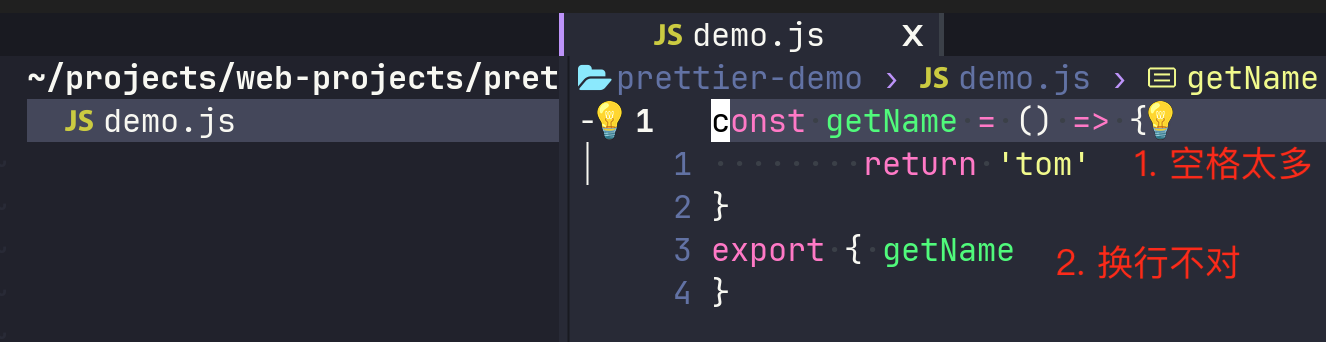 JS demo.js X
~/projects/web-projects/pret
prettier-demo › JS demo.js › getName
JS demo.js
1 const getName = () => {
1 return 'tom' 1. 空格太多
2 }
3 export { getName 2. 换行不对
4 }